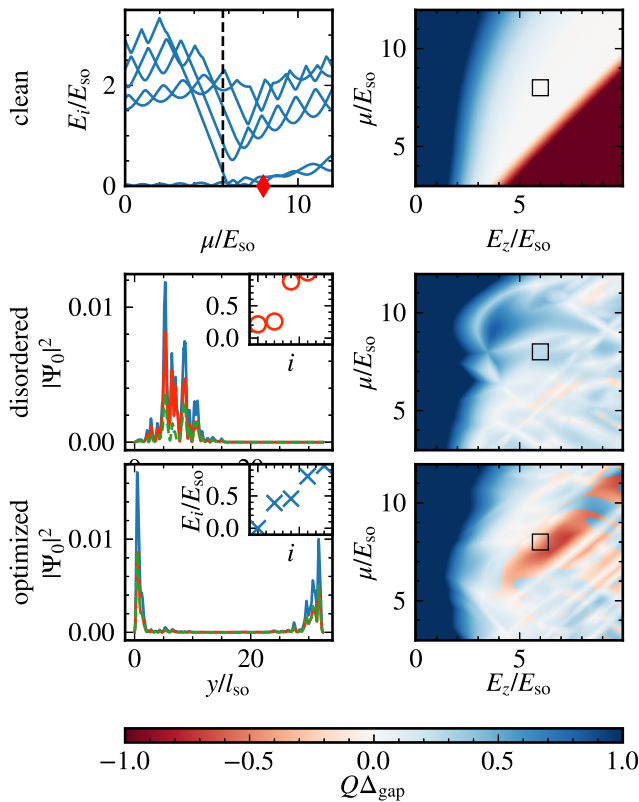 clean
E_i/E_so
2
0
0
10
μ/E_so
μ/E_so
10
5
0
5
E_z/E_so
disordered
|Ψ_0|²
0.01
0.00
0.5
0.0
i
μ/E_so
10
5
optimized
|Ψ_0|²
0.01
0.00
E_i/E_so
0.5
0.0
i
0
20
y/l_so
μ/E_so
10
5
0
5
E_z/E_so
−1.0
−0.5
0.0
0.5
1.0
QΔ_gap